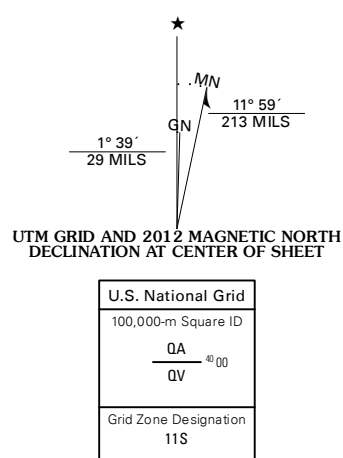 ★
MN
GN
11° 59´
213 MILS
1° 39´
29 MILS
UTM GRID AND 2012 MAGNETIC NORTH
DECLINATION AT CENTER OF SHEET
U.S. National Grid
100,000-m Square ID
QA
QV
40 00
Grid Zone Designation
11S